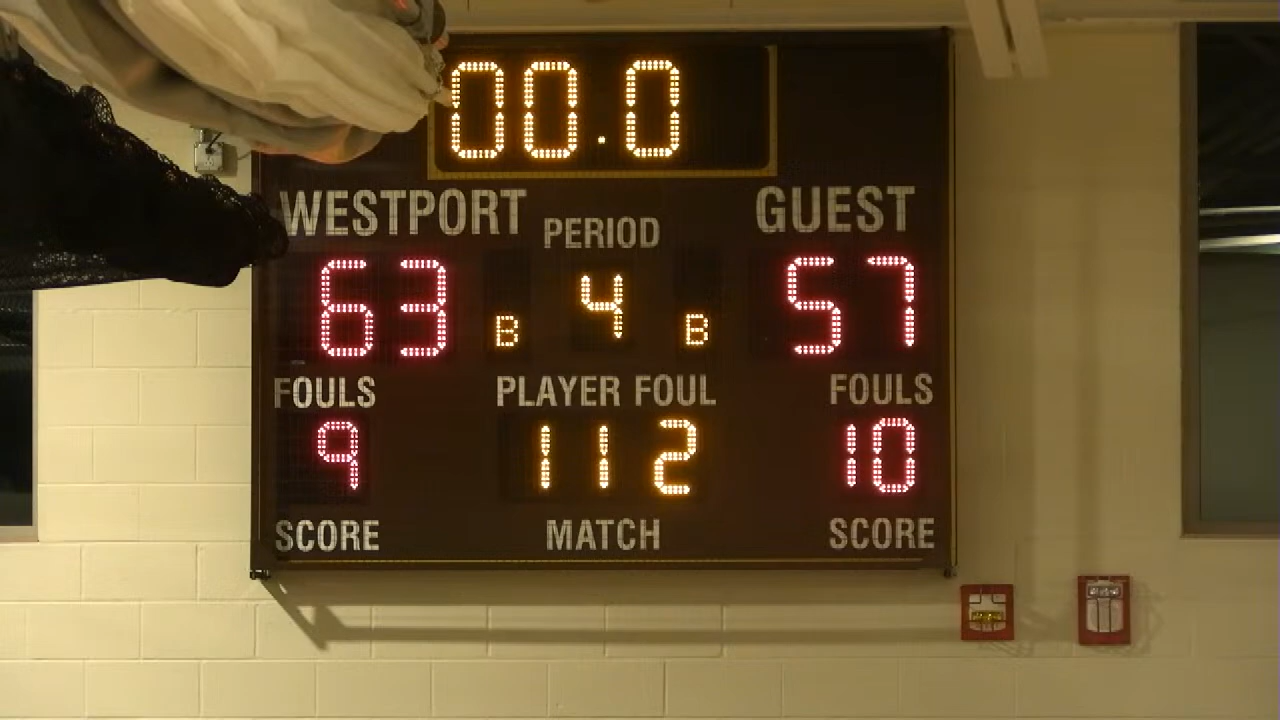 00.0
WESTPORT PERIOD GUEST
63 B 4 B 57
FOULS PLAYER FOUL FOULS
9 11 2 10
SCORE MATCH SCORE